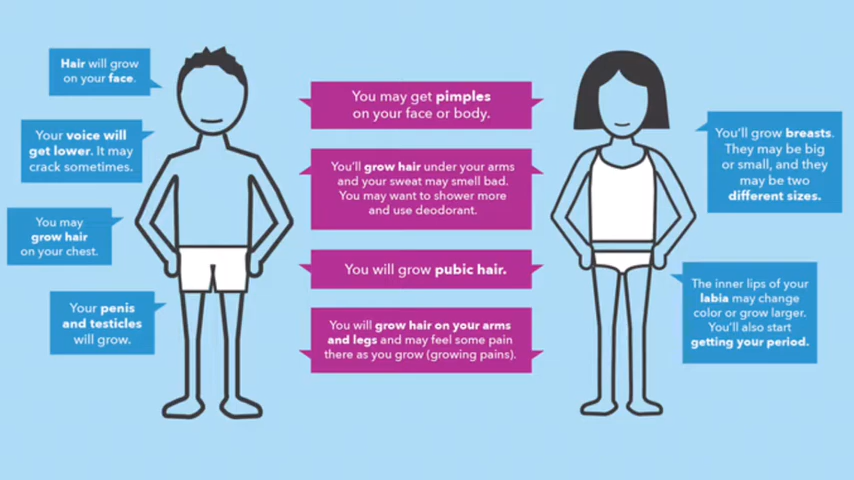 Hair will grow
on your face.
Your voice will
get lower. It may
crack sometimes.
You may
grow hair
on your chest.
Your penis
and testicles
will grow.
You may get pimples
on your face or body.
You'll grow hair under your arms
and your sweat may smell bad.
You may want to shower more
and use deodorant.
You will grow pubic hair.
You will grow hair on your arms
and legs and may feel some pain
there as you grow (growing pains).
You'll grow breasts.
They may be big
or small, and they
may be two
different sizes.
The inner lips of your
labia may change
color or grow larger.
You'll also start
getting your period.